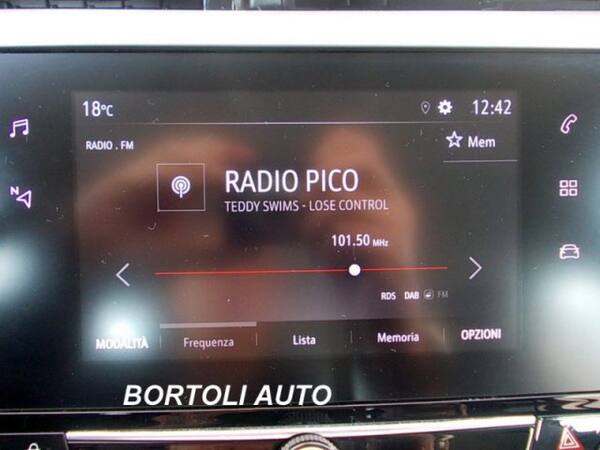 18°C
12:42
RADIO . FM
Mem
N
RADIO PICO
TEDDY SWIMS - LOSE CONTROL
101.50 MHz
RDS DAB FM
MODALITÀ Frequenza Lista Memoria OPZIONI
BORTOLI AUTO